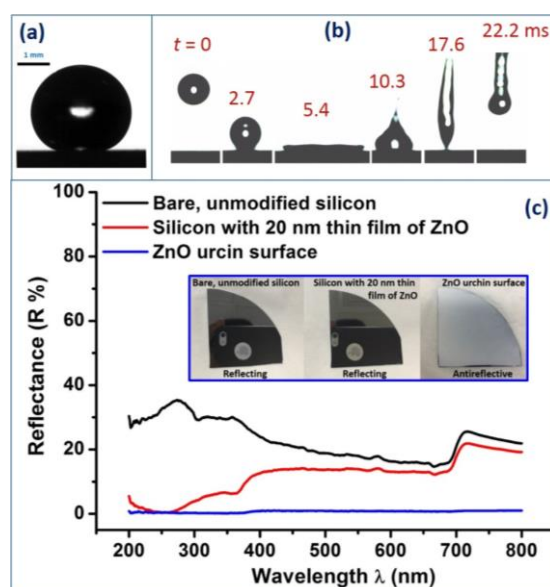 (a)
1 mm
(b)
t = 0
2.7
5.4
10.3
17.6
22.2 ms
(c)
Bare, unmodified silicon
Silicon with 20 nm thin film of ZnO
ZnO urcin surface
Bare, unmodified silicon
Reflecting
Silicon with 20 nm thin
film of ZnO
Reflecting
ZnO urchin surface
Antireflective
Reflectance (R %)
100
80
60
40
20
0
200 300 400 500 600 700 800
Wavelength λ (nm)